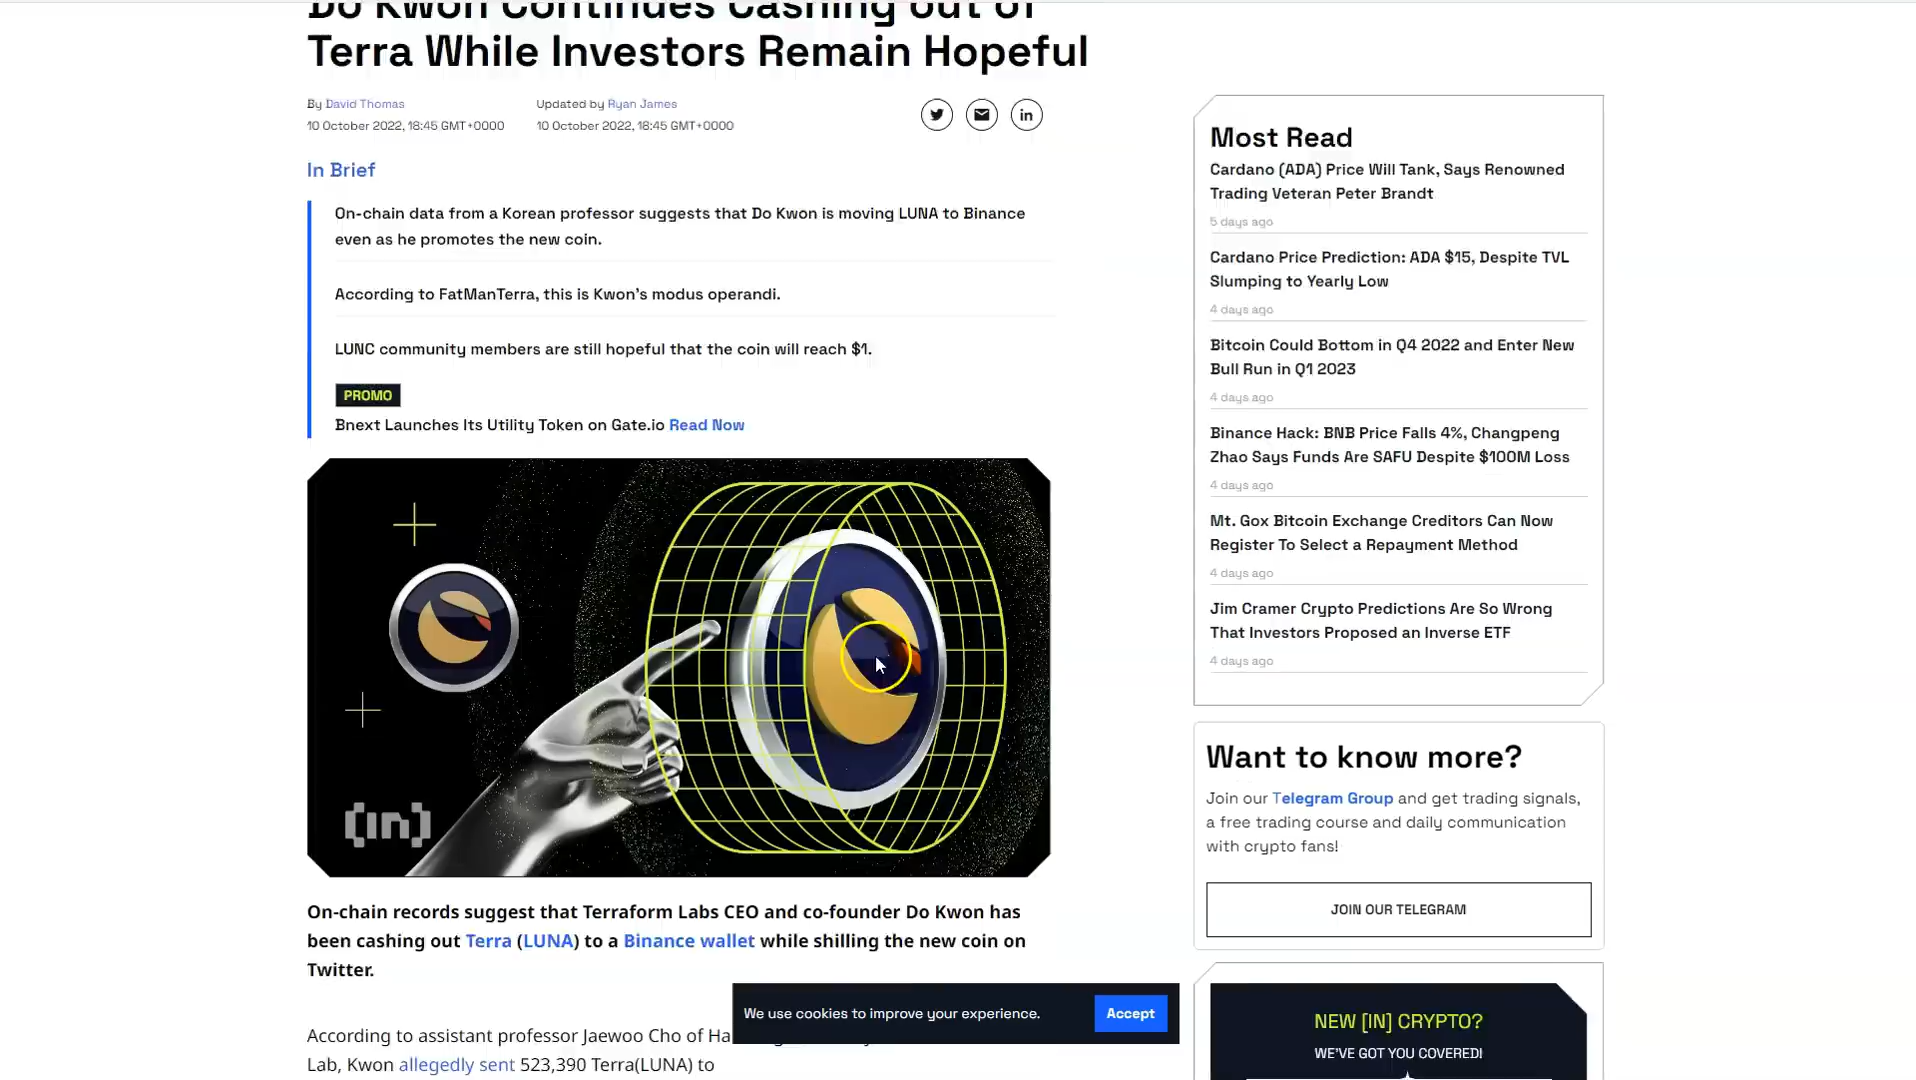 Do Kwon Continues Cashing out of
Terra While Investors Remain Hopeful
By David Thomas
10 October 2022, 18:45 GMT+0000
Updated by Ryan James
10 October 2022, 18:45 GMT+0000
in
In Brief
On-chain data from a Korean professor suggests that Do Kwon is moving LUNA to Binance
even as he promotes the new coin.
According to FatManTerra, this is Kwon's modus operandi.
LUNC community members are still hopeful that the coin will reach $1.
PROMO
Bnext Launches Its Utility Token on Gate.io Read Now
[in]
On-chain records suggest that Terraform Labs CEO and co-founder Do Kwon has
been cashing out Terra (LUNA) to a Binance wallet while shilling the new coin on
Twitter.
According to assistant professor Jaewoo Cho of
Lab, Kwon allegedly sent 523,390 Terra(LUNA) to
We use cookies to improve your experience.
Accept
Most Read
Cardano (ADA) Price Will Tank, Says Renowned
Trading Veteran Peter Brandt
5 days ago
Cardano Price Prediction: ADA $15, Despite TVL
Slumping to Yearly Low
4 days ago
Bitcoin Could Bottom in Q4 2022 and Enter New
Bull Run in Q1 2023
4 days ago
Binance Hack: BNB Price Falls 4%, Changpeng
Zhao Says Funds Are SAFU Despite $100M Loss
4 days ago
Mt. Gox Bitcoin Exchange Creditors Can Now
Register To Select a Repayment Method
4 days ago
Jim Cramer Crypto Predictions Are So Wrong
That Investors Proposed an Inverse ETF
4 days ago
Want to know more?
Join our Telegram Group and get trading signals,
a free trading course and daily communication
with crypto fans!
JOIN OUR TELEGRAM
NEW [IN] CRYPTO?
WE'VE GOT YOU COVERED!